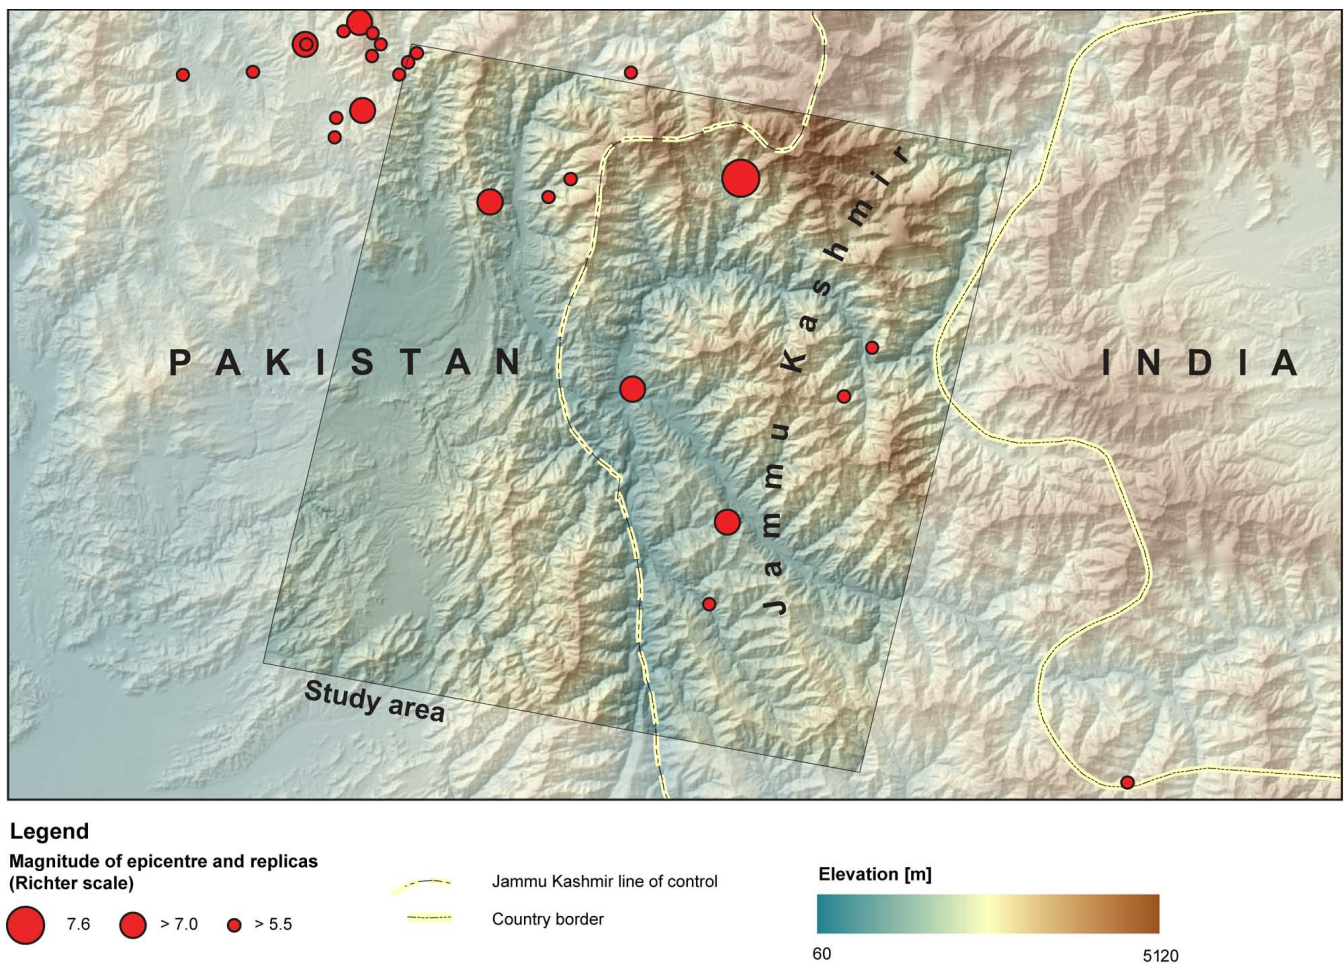 PAKISTAN
INDIA
Jammu Kashmir
Study area
Legend
Magnitude of epicentre and replicas
(Richter scale)
7.6
> 7.0
> 5.5
Jammu Kashmir line of control
Country border
Elevation [m]
60
5120